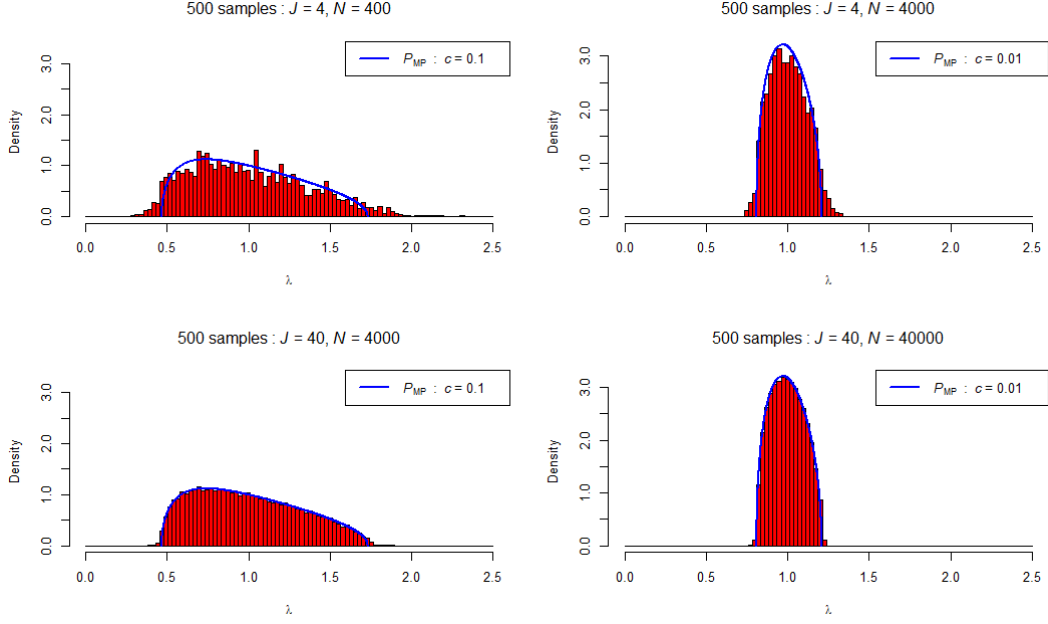 500 samples : J = 4, N = 400
P_MP : c = 0.1
Density
0.0 1.0 2.0 3.0
0.0 0.5 1.0 1.5 2.0 2.5
λ
500 samples : J = 4, N = 4000
P_MP : c = 0.01
Density
0.0 1.0 2.0 3.0
0.0 0.5 1.0 1.5 2.0 2.5
λ
500 samples : J = 40, N = 4000
P_MP : c = 0.1
Density
0.0 1.0 2.0 3.0
0.0 0.5 1.0 1.5 2.0 2.5
λ
500 samples : J = 40, N = 40000
P_MP : c = 0.01
Density
0.0 1.0 2.0 3.0
0.0 0.5 1.0 1.5 2.0 2.5
λ